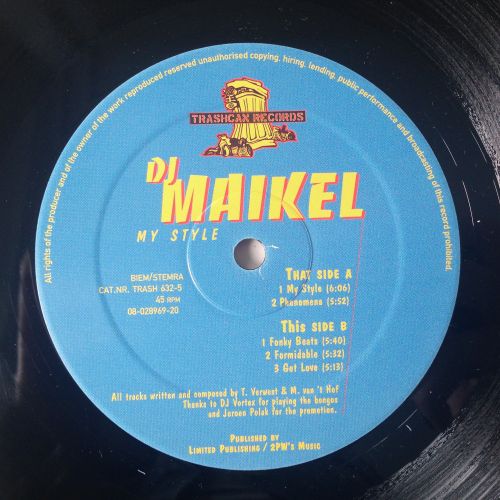 All rights of the producer and of the owner of the work reproduced reserved unauthorised copying. hiring. lending, public performance and broadcasting of this record prohibited.
TRASHCAN RECORDS
DJ
MAIKEL
MY STYLE
BIEM/STEMRA
CAT.NR. TRASH 632-5
45 RPM
08-028969-20
THAT SIDE A
1 My Style (6:06)
2 Phenomena (5:52)
THIS SIDE B
1 Fonky Beats (5:40)
2 Formidable (5:32)
3 Get Love (5:13)
All tracks written and composed by T. Verwest & M. van 't Hof
Thanks to DJ Vortex for playing the bongos
and Jeroen Polak for the promotion.
PUBLISHED BY
LIMITED PUBLISHING / 2PW'S MUSIC